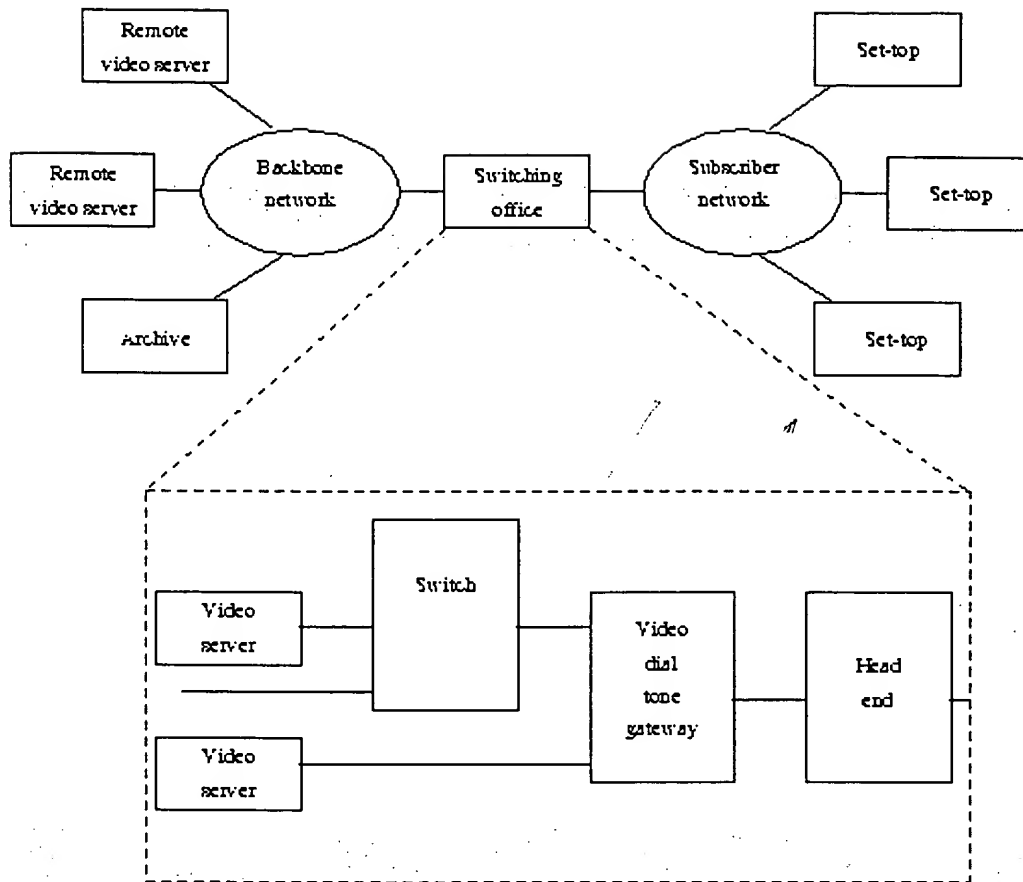 Remote
video server
Set-top
Remote
video server
Backbone
network
Switching
office
Subscriber
network
Set-top
Archive
Set-top
Switch
Video
server
Video
dial
tone
gateway
Head
end
Video
server